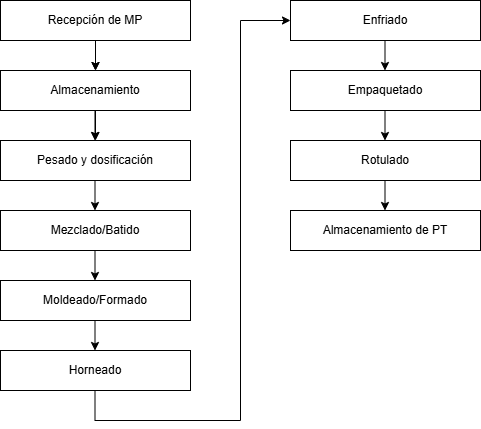 Recepción de MP
Almacenamiento
Pesado y dosificación
Mezclado/Batido
Moldeado/Formado
Horneado
Enfriado
Empaquetado
Rotulado
Almacenamiento de PT